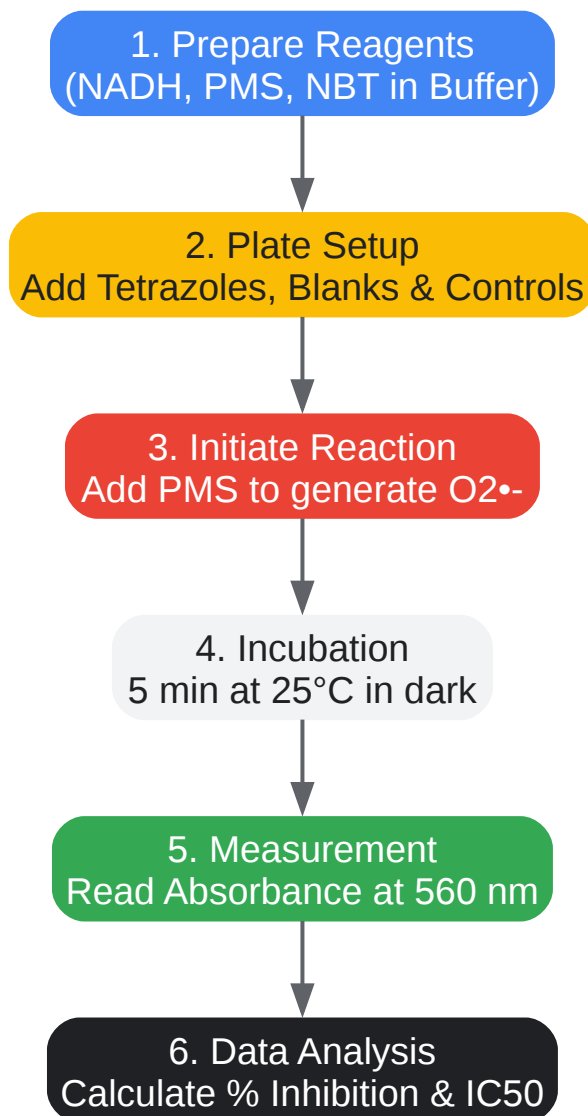 1. Prepare Reagents
(NADH, PMS, NBT in Buffer)
2. Plate Setup
Add Tetrazoles, Blanks & Controls
3. Initiate Reaction
Add PMS to generate O2•-
4. Incubation
5 min at 25°C in dark
5. Measurement
Read Absorbance at 560 nm
6. Data Analysis
Calculate % Inhibition & IC50